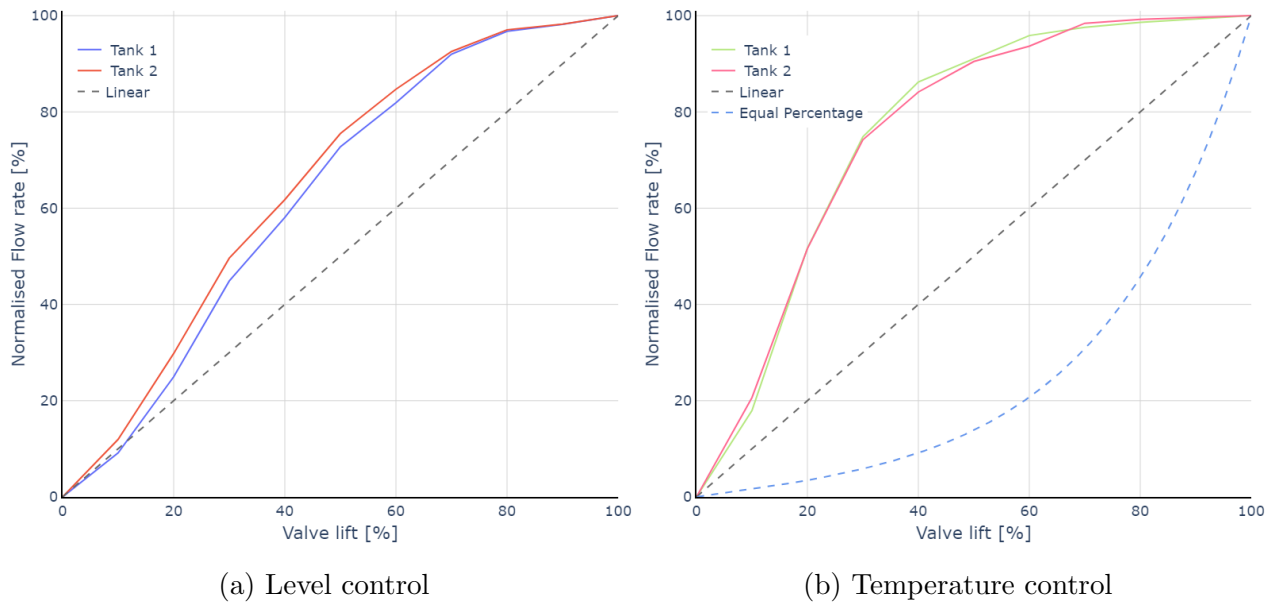 100
80
60
40
20
0
Normalised Flow rate [%]
Tank 1
Tank 2
Linear
0 20 40 60 80 100
Valve lift [%]
(a) Level control
100
80
60
40
20
0
Normalised Flow rate [%]
Tank 1
Tank 2
Linear
Equal Percentage
0 20 40 60 80 100
Valve lift [%]
(b) Temperature control